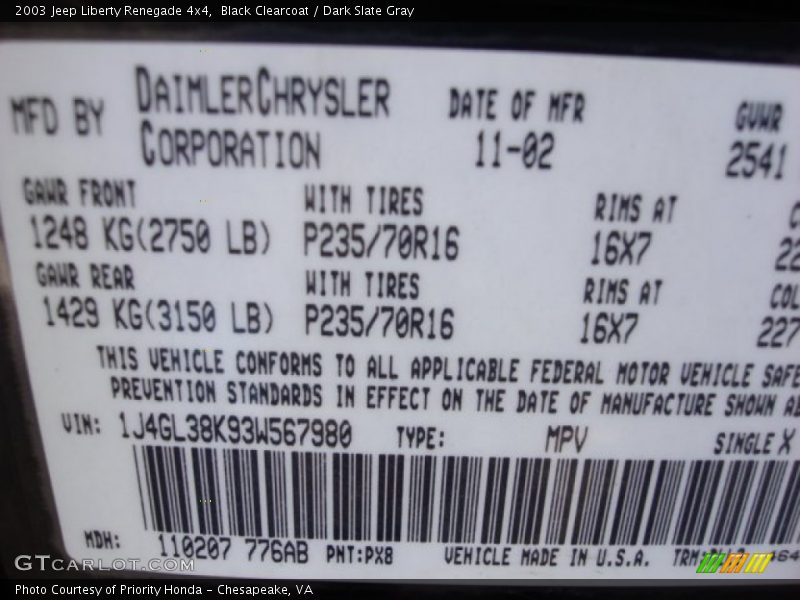 2003 Jeep Liberty Renegade 4x4,  Black Clearcoat / Dark Slate Gray
MFD BY DAIMLERCHRYSLER CORPORATION DATE OF MFR 11-02 GVWR 2541
GAWR FRONT WITH TIRES RIMS AT
1248 KG(2750 LB) P235/70R16 16X7
GAWR REAR WITH TIRES RIMS AT COL
1429 KG(3150 LB) P235/70R16 16X7 227
THIS VEHICLE CONFORMS TO ALL APPLICABLE FEDERAL MOTOR VEHICLE SAFE
PREVENTION STANDARDS IN EFFECT ON THE DATE OF MANUFACTURE SHOWN
VIN: 1J4GL38K93W567980 TYPE: MPV SINGLE X
MDH: 110207 776AB PNT:PX8 VEHICLE MADE IN U.S.A. TRM:
GTCARLOT.COM
Photo Courtesy of Priority Honda - Chesapeake, VA